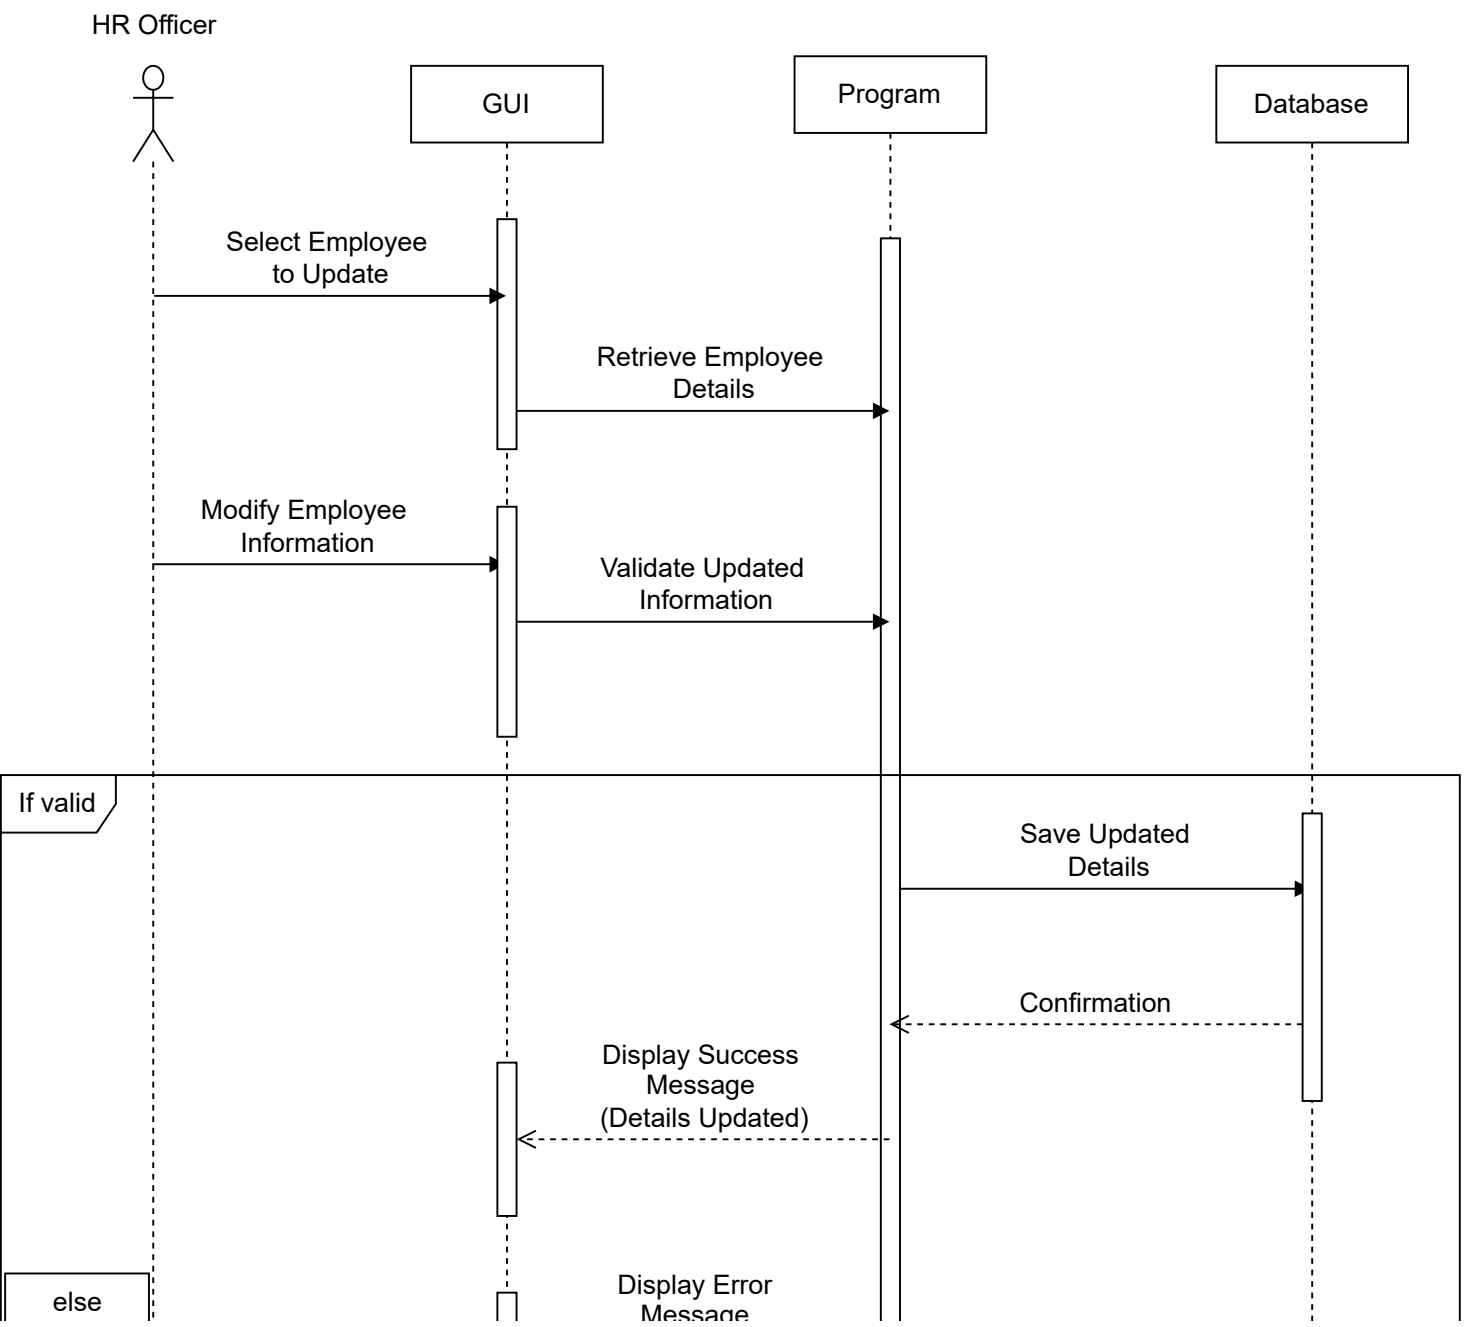 HR Officer
GUI
Program
Database
Select Employee
to Update
Retrieve Employee
Details
Modify Employee
Information
Validate Updated
Information
If valid
Save Updated
Details
Confirmation
Display Success
Message
(Details Updated)
else
Display Error
Message